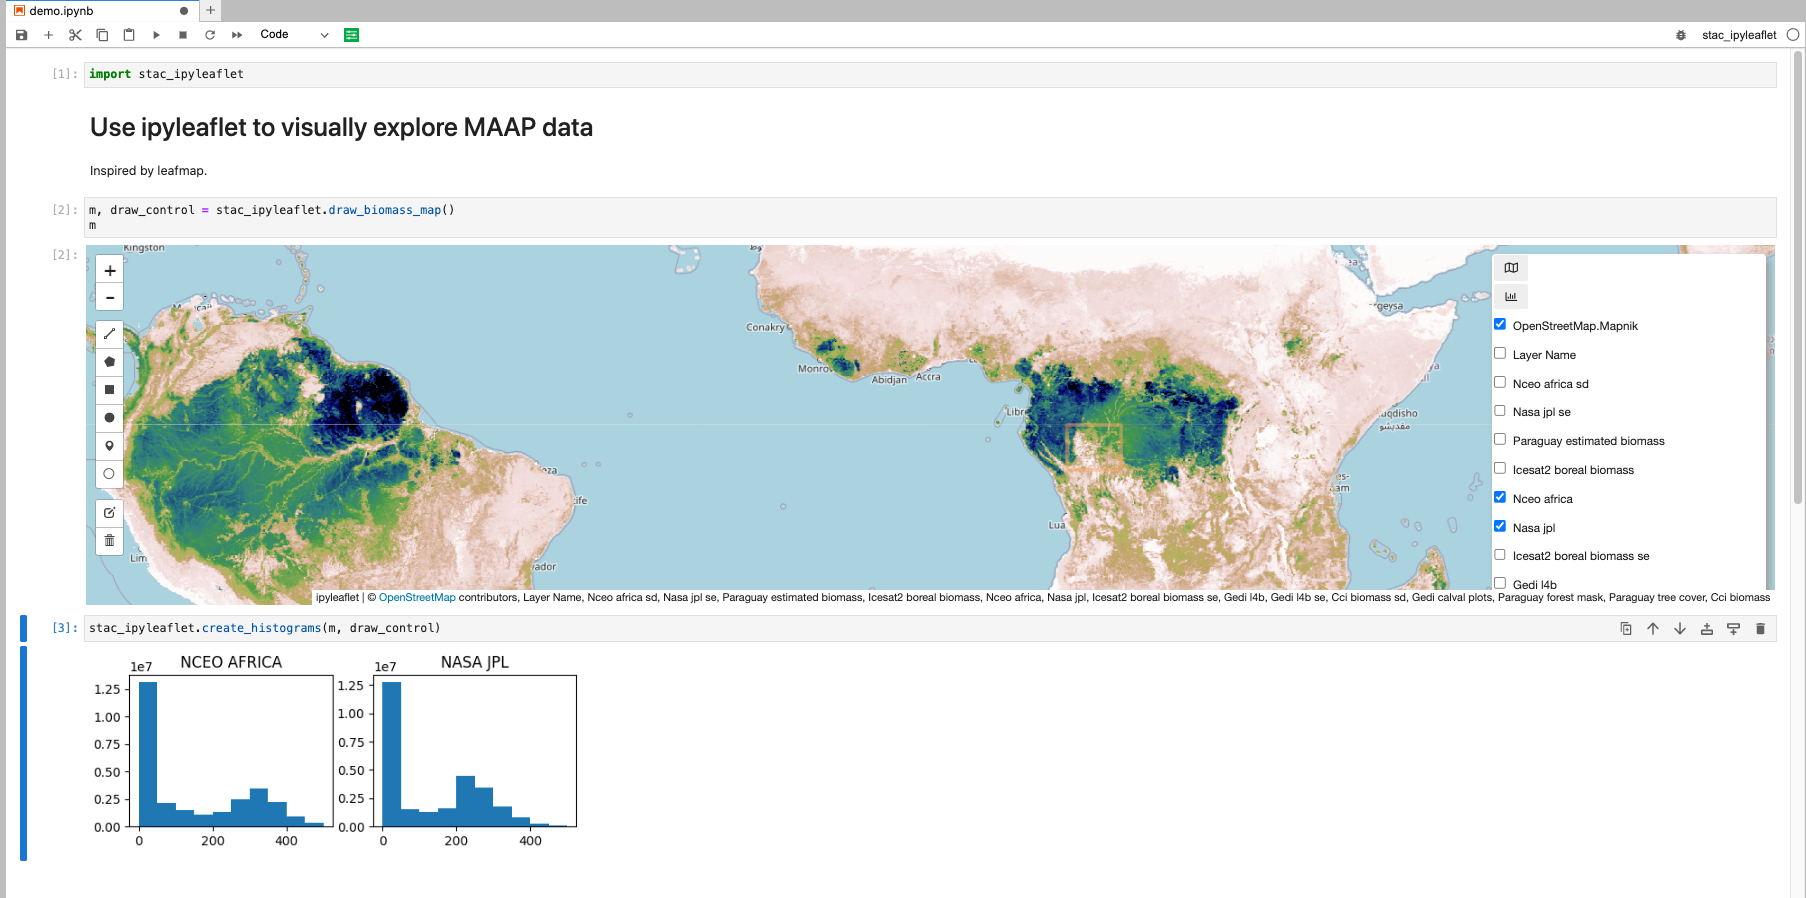 demo.ipynb
Code
stac_ipyleaflet
[1]:
import stac_ipyleaflet
Use ipyleaflet to visually explore MAAP data
Inspired by leafmap.
[2]:
m, draw_control = stac_ipyleaflet.draw_biomass_map()
m
[2]:
Kingston
Conakry
Monrov
Abidjan
Accra
Libre
Lua
Lim
eza
ife
vador
rgeysa
uqdisho
مقديشو
es-
am
+
−
OpenStreetMap.Mapnik
Layer Name
Nceo africa sd
Nasa jpl se
Paraguay estimated biomass
Icesat2 boreal biomass
Nceo africa
Nasa jpl
Icesat2 boreal biomass se
Gedi l4b
ipyleaflet | © OpenStreetMap contributors, Layer Name, Nceo africa sd, Nasa jpl se, Paraguay estimated biomass, Icesat2 boreal biomass, Nceo africa, Nasa jpl, Icesat2 boreal biomass se, Gedi l4b, Gedi l4b se, Cci biomass sd, Gedi calval plots, Paraguay forest mask, Paraguay tree cover, Cci biomass
[3]:
stac_ipyleaflet.create_histograms(m, draw_control)
1e7 NCEO AFRICA
1.25
1.00
0.75
0.50
0.25
0.00
0 200 400
1e7 NASA JPL
1.25
1.00
0.75
0.50
0.25
0.00
0 200 400